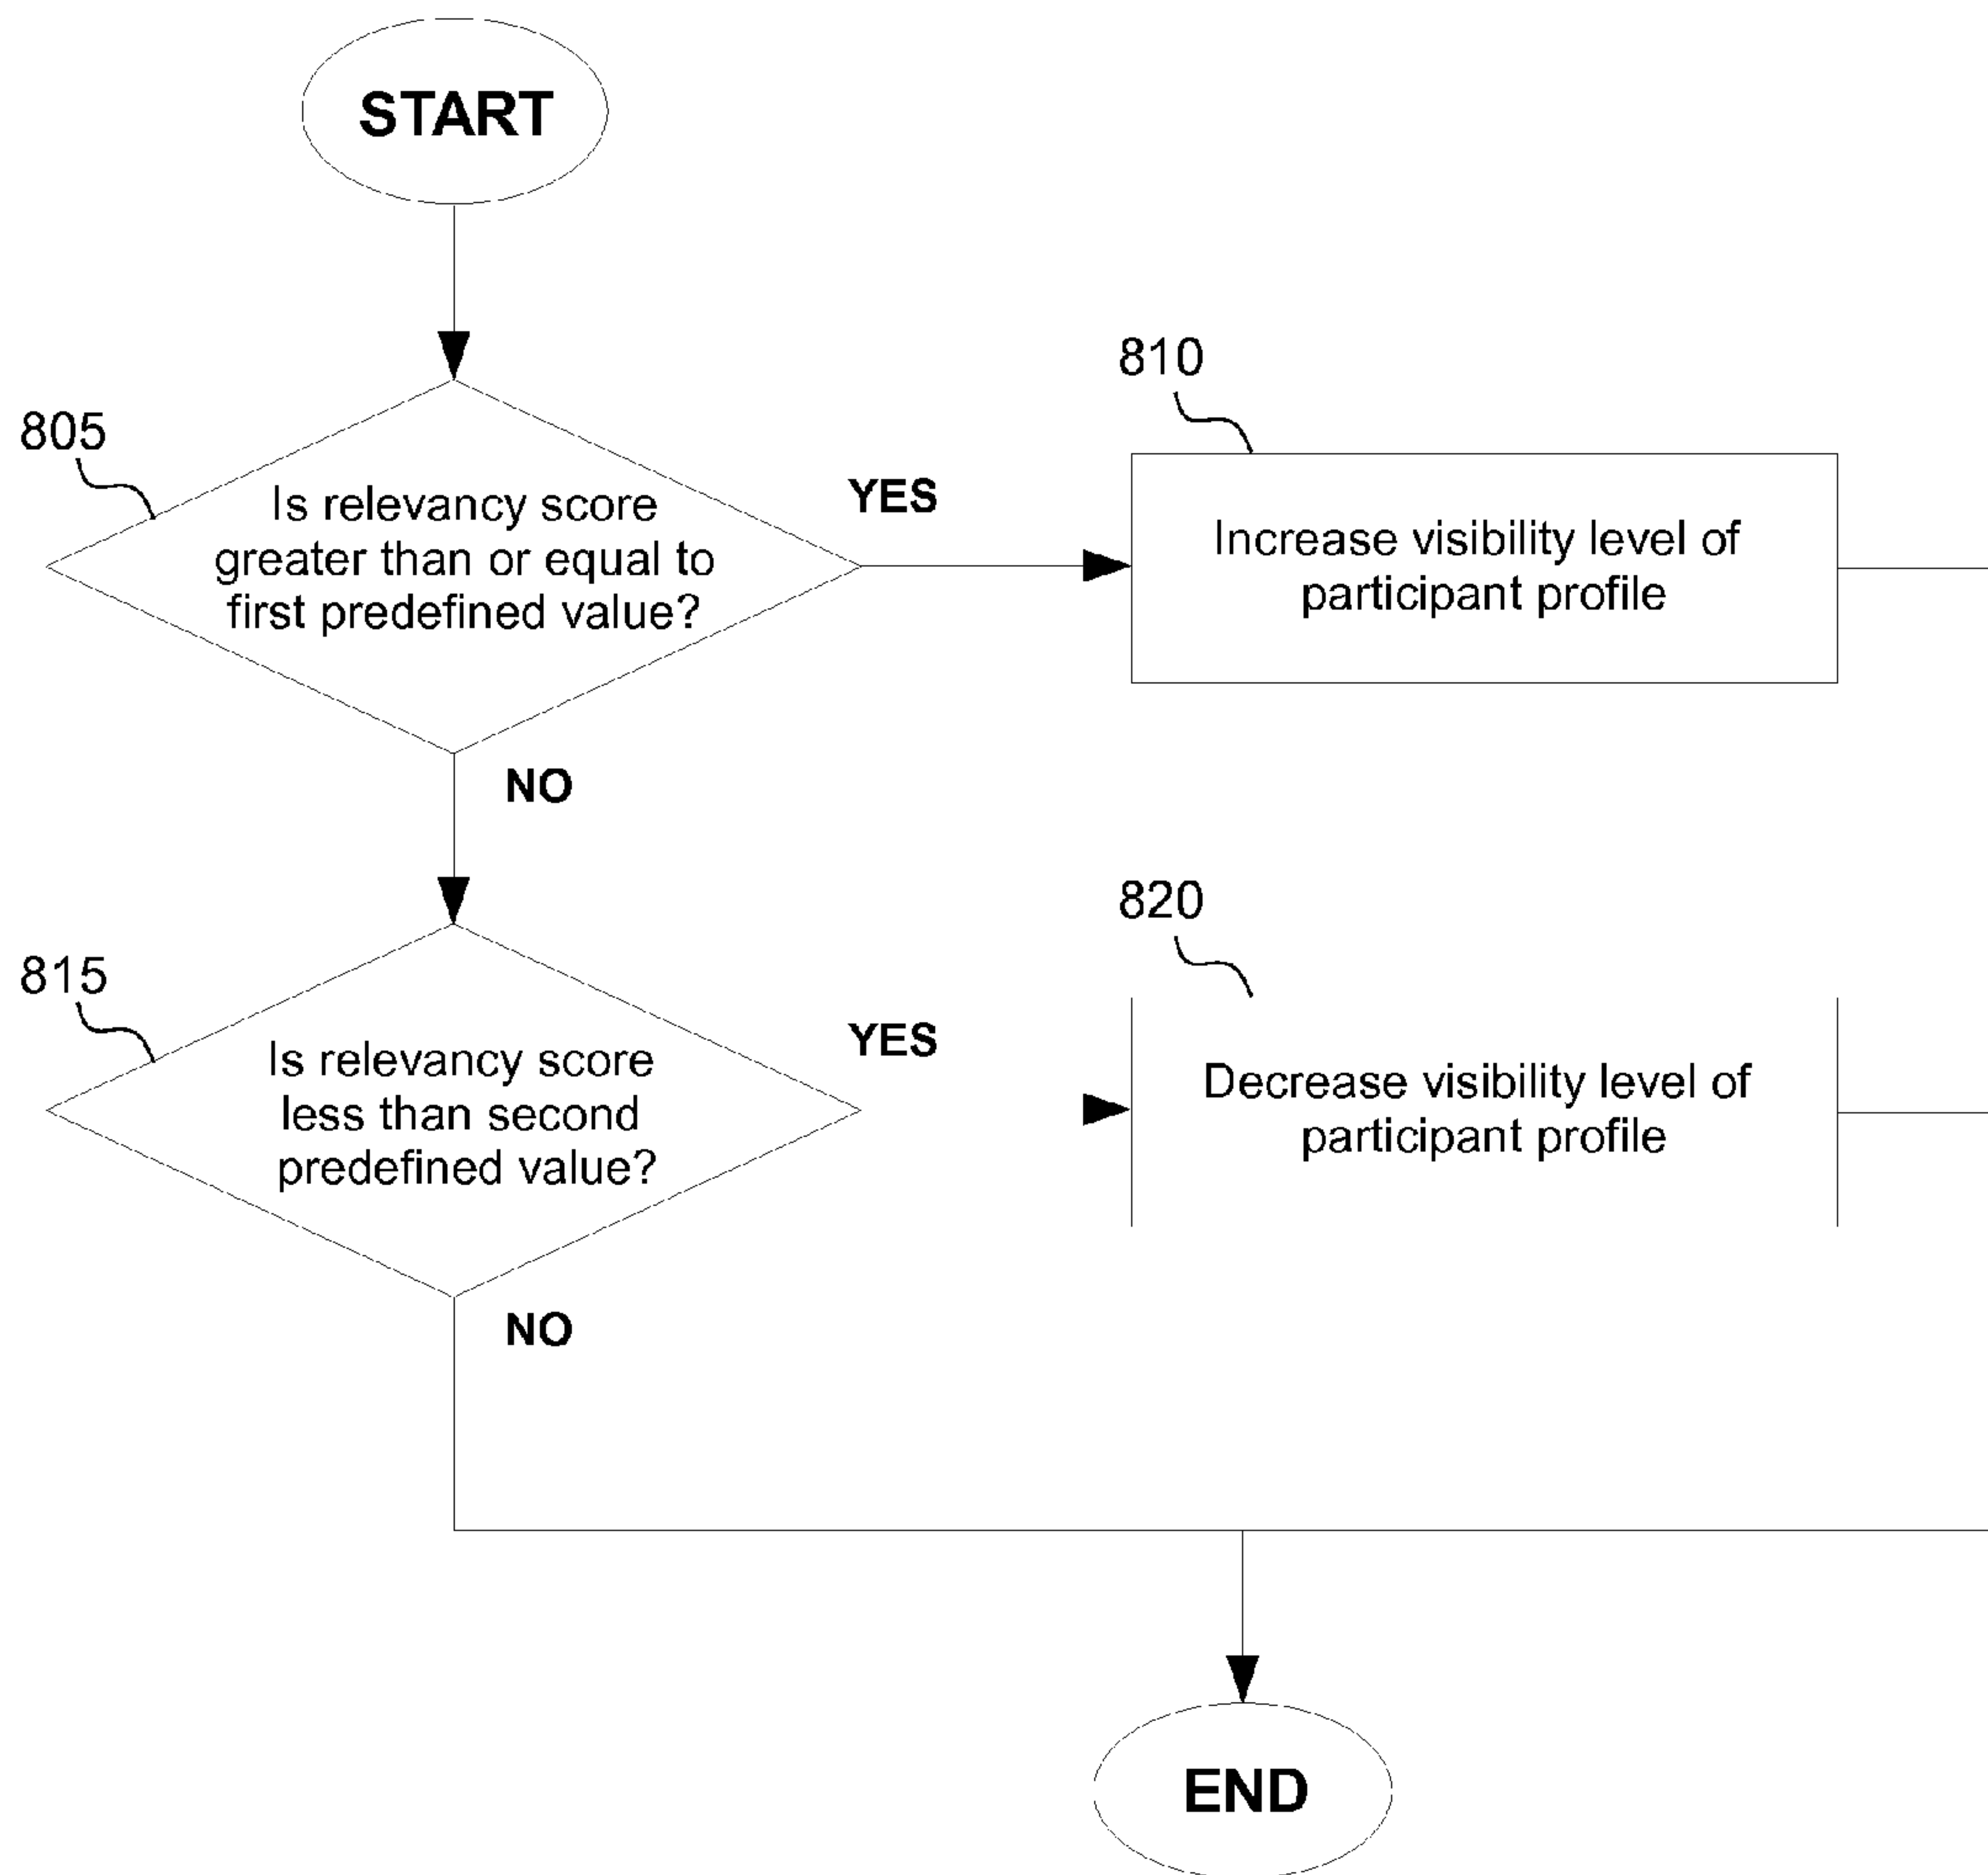 START
805
Is relevancy score
greater than or equal to
first predefined value?
YES
810
Increase visibility level of
participant profile
NO
815
Is relevancy score
less than second
predefined value?
YES
820
Decrease visibility level of
participant profile
NO
END